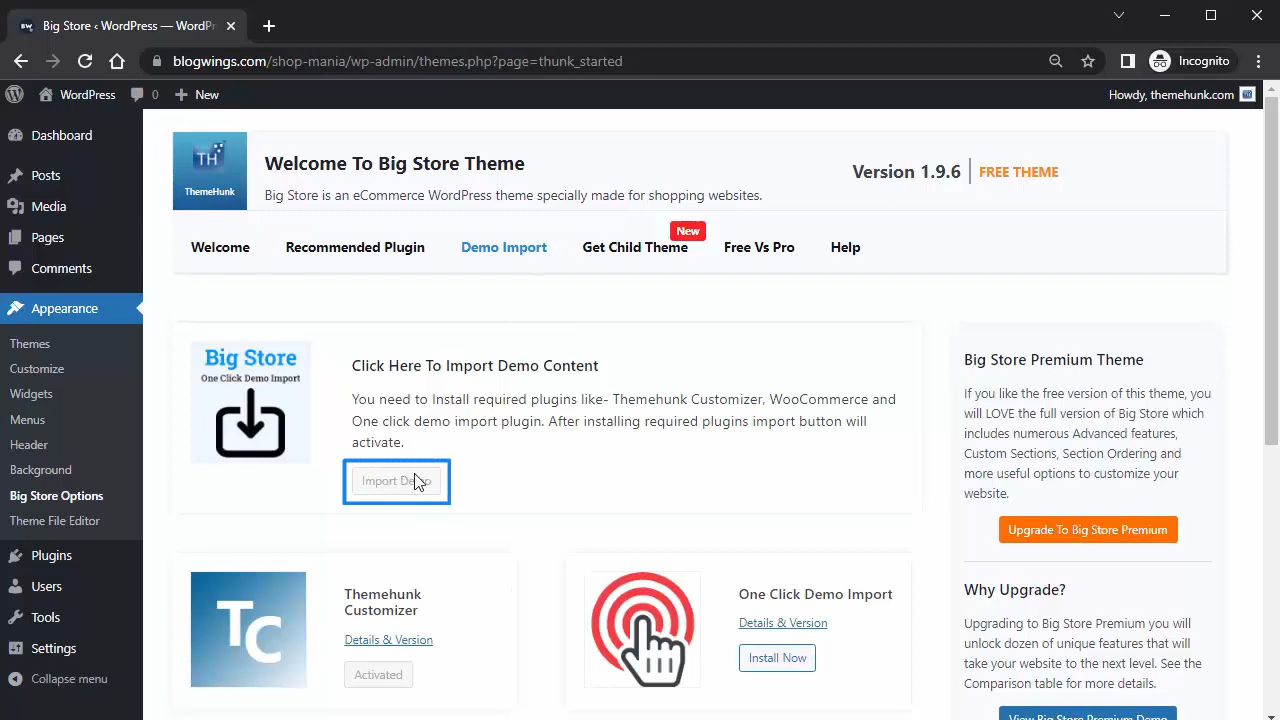 Big Store ‹ WordPress — WordPr
blogwings.com/shop-mania/wp-admin/themes.php?page=thunk_started
Incognito
WordPress
0
New
Howdy, themehunk.com
Dashboard
Posts
Media
Pages
Comments
Appearance
Themes
Customize
Widgets
Menus
Header
Background
Big Store Options
Theme File Editor
Plugins
Users
Tools
Settings
Collapse menu
TH
ThemeHunk
Welcome To Big Store Theme
Big Store is an eCommerce WordPress theme specially made for shopping websites.
Version 1.9.6
FREE THEME
New
Welcome
Recommended Plugin
Demo Import
Get Child Theme
Free Vs Pro
Help
Big Store
One Click Demo Import
Click Here To Import Demo Content
You need to Install required plugins like- Themehunk Customizer, WooCommerce and
One click demo import plugin. After installing required plugins import button will
activate.
Import Demo
TC
Themehunk
Customizer
Details & Version
Activated
One Click Demo Import
Details & Version
Install Now
Big Store Premium Theme
If you like the free version of this theme, you
will LOVE the full version of Big Store which
includes numerous Advanced features,
Custom Sections, Section Ordering and
more useful options to customize your
website.
Upgrade To Big Store Premium
Why Upgrade?
Upgrading to Big Store Premium you will
unlock dozen of unique features that will
take your website to the next level. See the
Comparison table for more details.
View Big Store Premium Demo